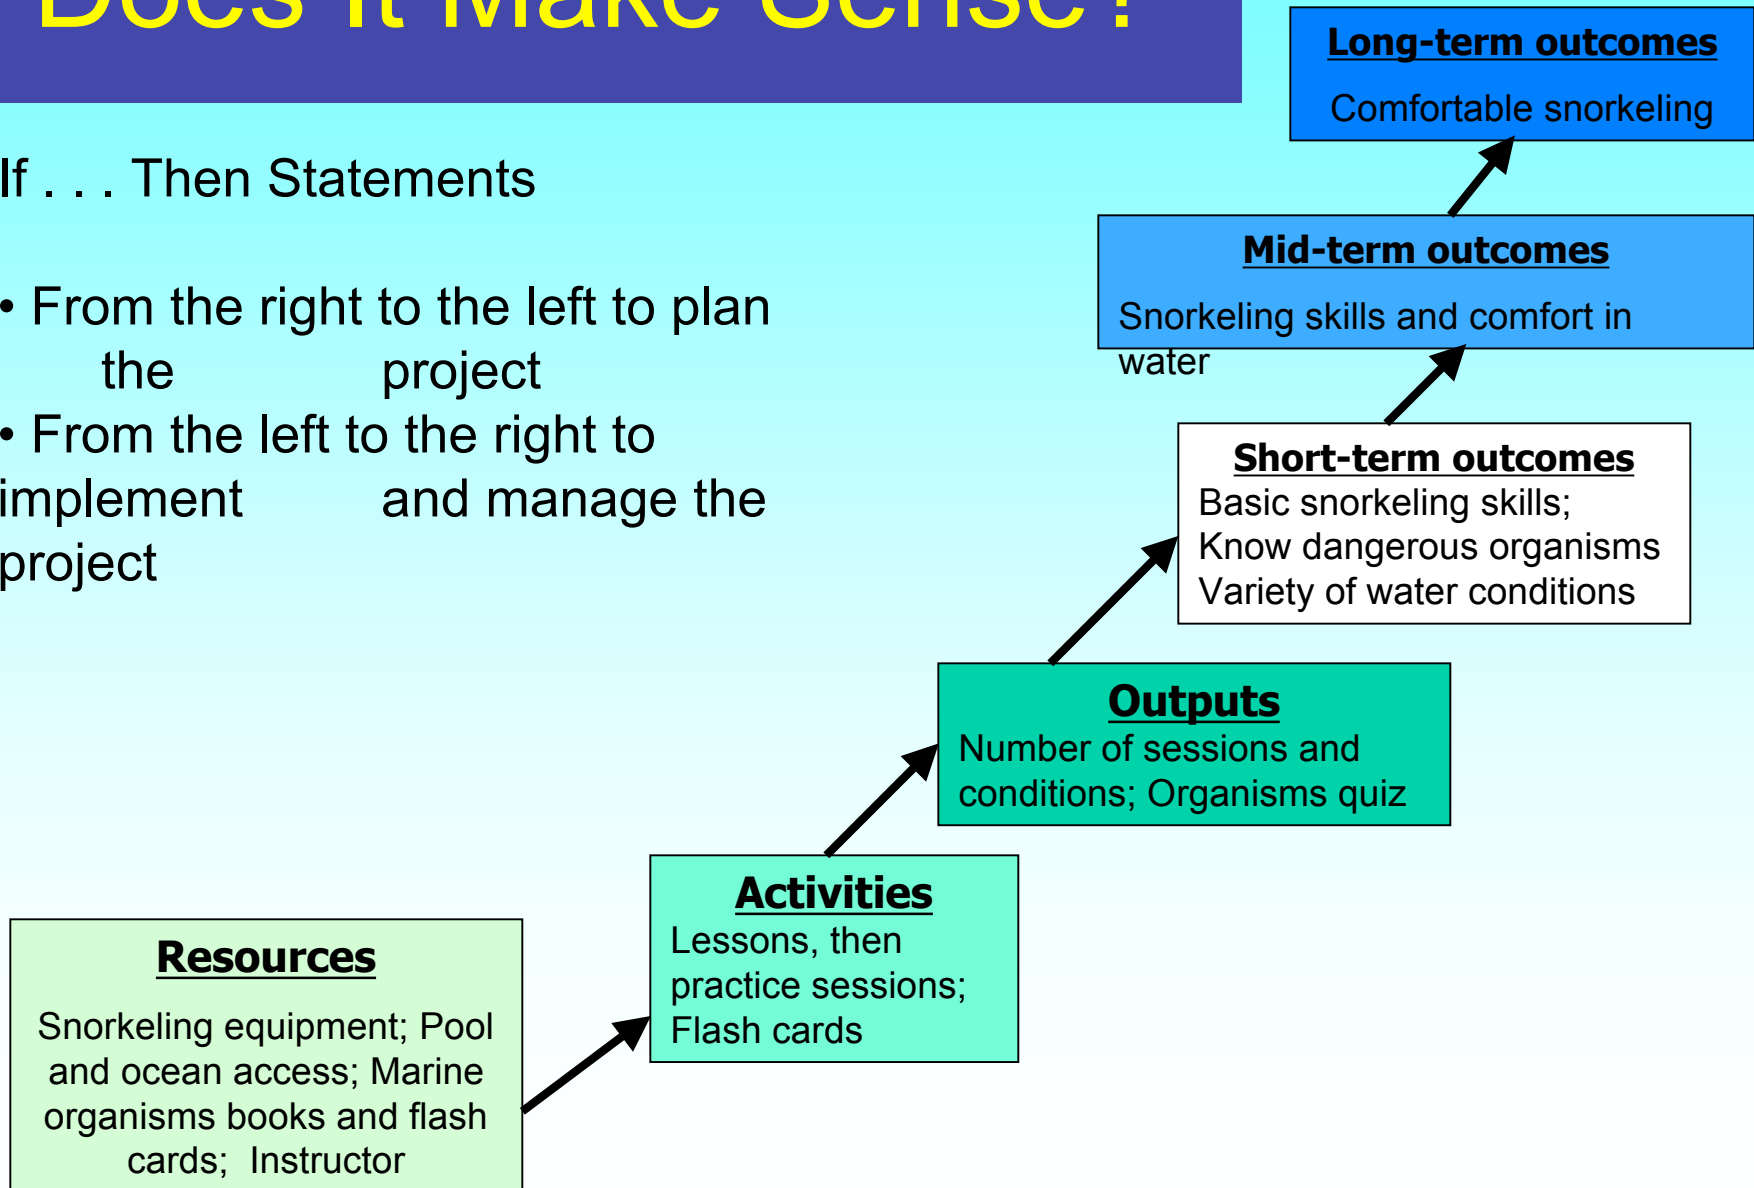 Does It Make Sense?
If . . . Then Statements
• From the right to the left to plan
the project
• From the left to the right to
implement and manage the
project
Long-term outcomes
Comfortable snorkeling
Mid-term outcomes
Snorkeling skills and comfort in
water
Short-term outcomes
Basic snorkeling skills;
Know dangerous organisms
Variety of water conditions
Outputs
Number of sessions and
conditions; Organisms quiz
Activities
Lessons, then
practice sessions;
Flash cards
Resources
Snorkeling equipment; Pool
and ocean access; Marine
organisms books and flash
cards; Instructor